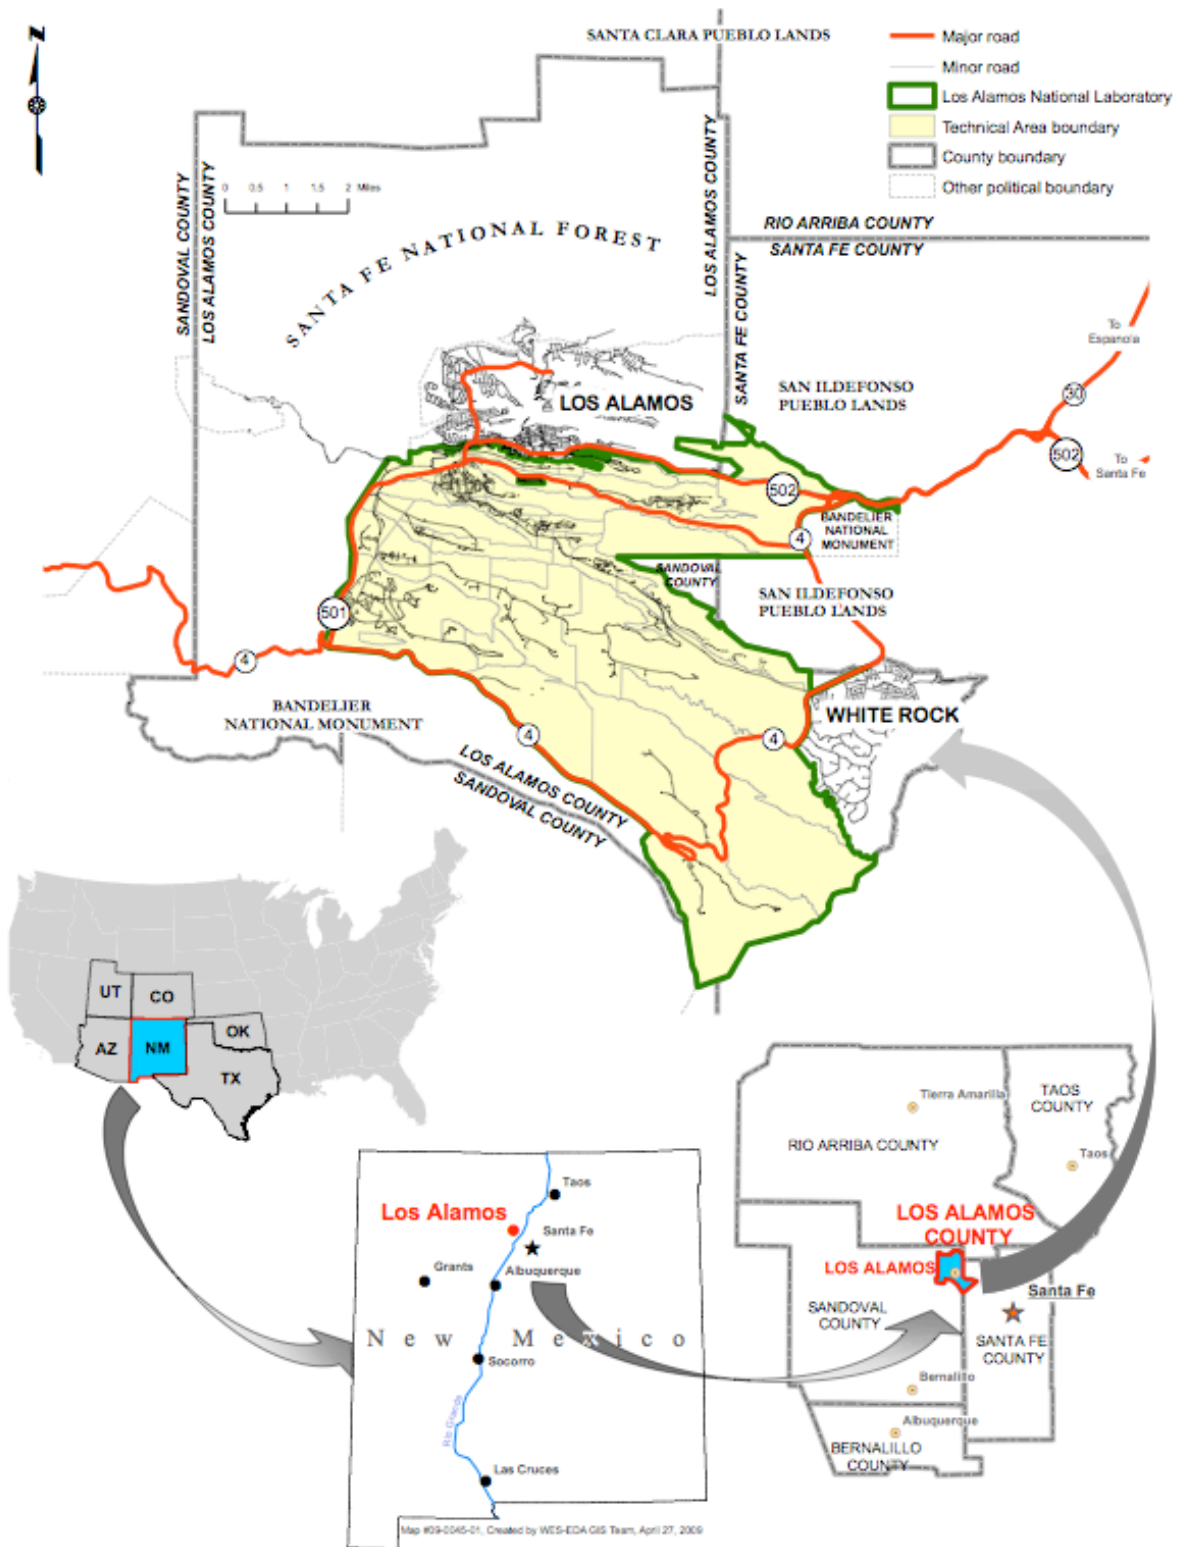 N
SANTA CLARA PUEBLO LANDS
Major road
Minor road
Los Alamos National Laboratory
Technical Area boundary
County boundary
Other political boundary
0 0.5 1 1.5 2 Miles
SANDOVAL COUNTY
LOS ALAMOS COUNTY
SANTA FE NATIONAL FOREST
LOS ALAMOS COUNTY
SANTA FE COUNTY
RIO ARRIBA COUNTY
SANTA FE COUNTY
To
Espanola
30
SAN ILDEFONSO
PUEBLO LANDS
LOS ALAMOS
502
To
Santa Fe
502
BANDELIER
NATIONAL
MONUMENT
4
SANDOVAL
COUNTY
SAN ILDEFONSO
PUEBLO LANDS
501
4
BANDELIER
NATIONAL MONUMENT
WHITE ROCK
4
4
LOS ALAMOS COUNTY
SANDOVAL COUNTY
UT
CO
AZ
NM
OK
TX
Taos
Los Alamos
Santa Fe
Grants
Albuquerque
New Mexico
Socorro
Rio Grande
Las Cruces
Map #09-0045-01, Created by WES-EDA GIS Team, April 27, 2009
Tierra Amarilla
TAOS
COUNTY
RIO ARRIBA COUNTY
Taos
LOS ALAMOS
COUNTY
LOS ALAMOS
Santa Fe
SANDOVAL
COUNTY
SANTA FE
COUNTY
Bernalillo
Albuquerque
BERNALILLO
COUNTY